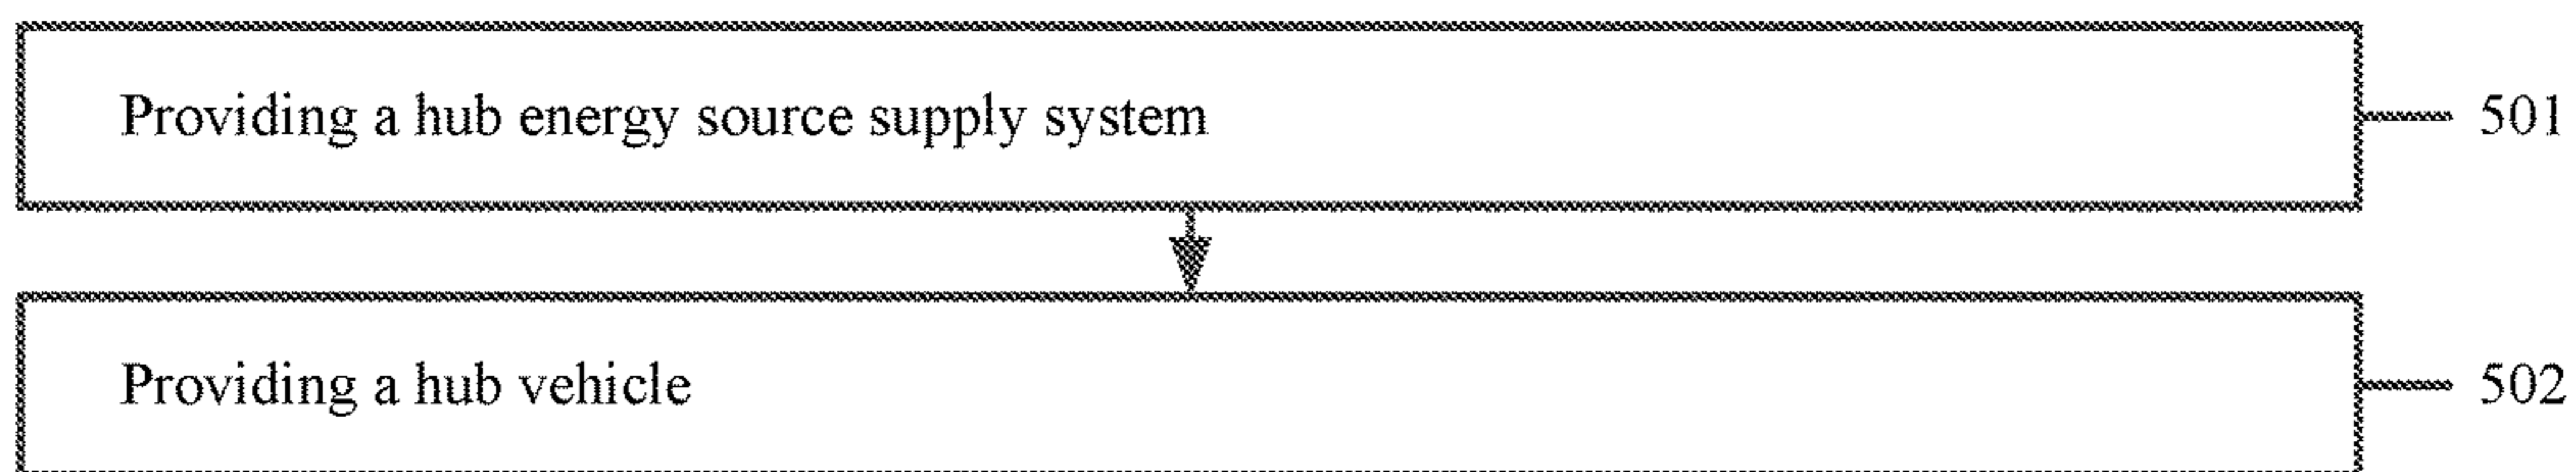 Providing a hub energy source supply system 501
Providing a hub vehicle 502